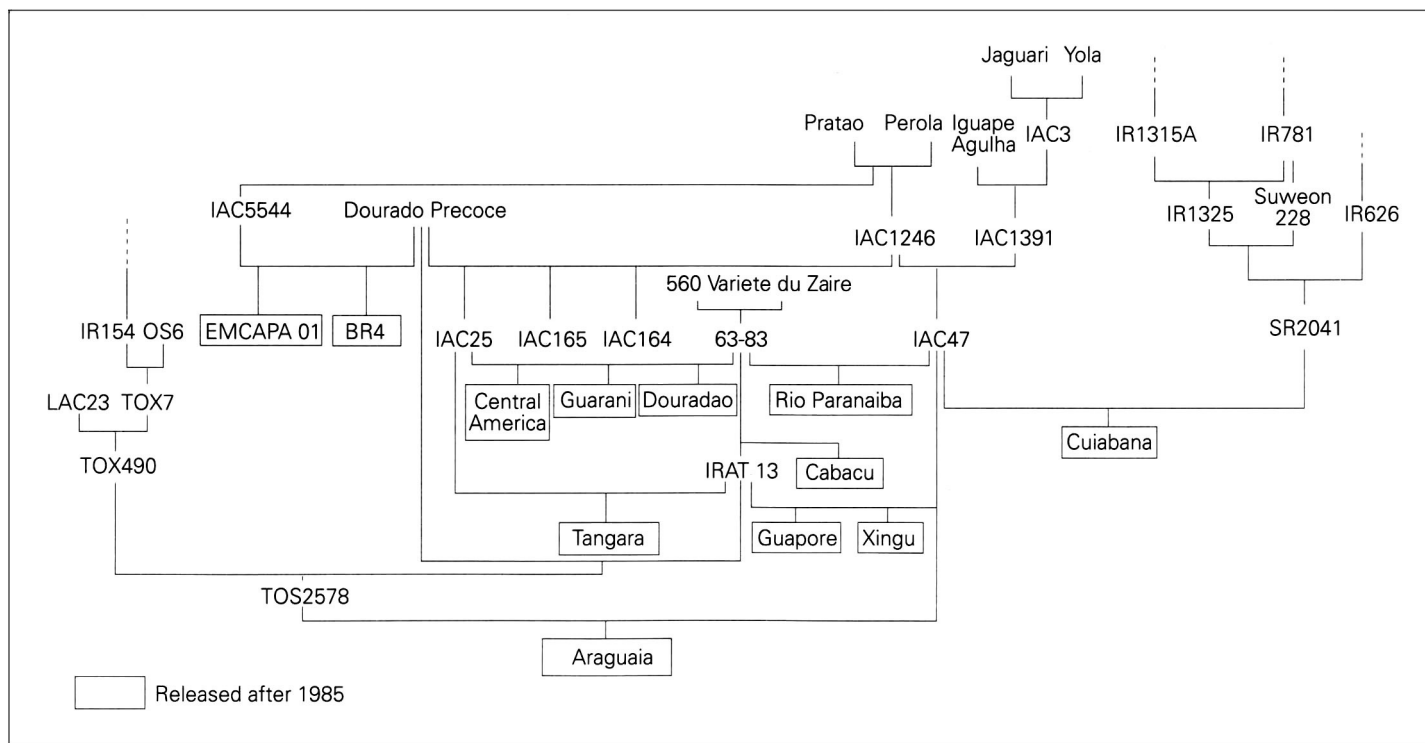 Jaguari Yola
Pratao Perola Iguape Agulha IAC3 IR1315A IR781
IAC5544 Dourado Precoce IAC1246 IAC1391 IR1325 Suweon 228 IR626
560 Variete du Zaire
IR154 OS6 EMCAPA 01 BR4 IAC25 IAC165 IAC164 63-83 IAC47 SR2041
LAC23 TOX7 Central America Guarani Douradao Rio Paranaiba
Cuiabana
TOX490 IRAT 13 Cabacu
Tangara Guapore Xingu
TOS2578
Araguaia
Released after 1985